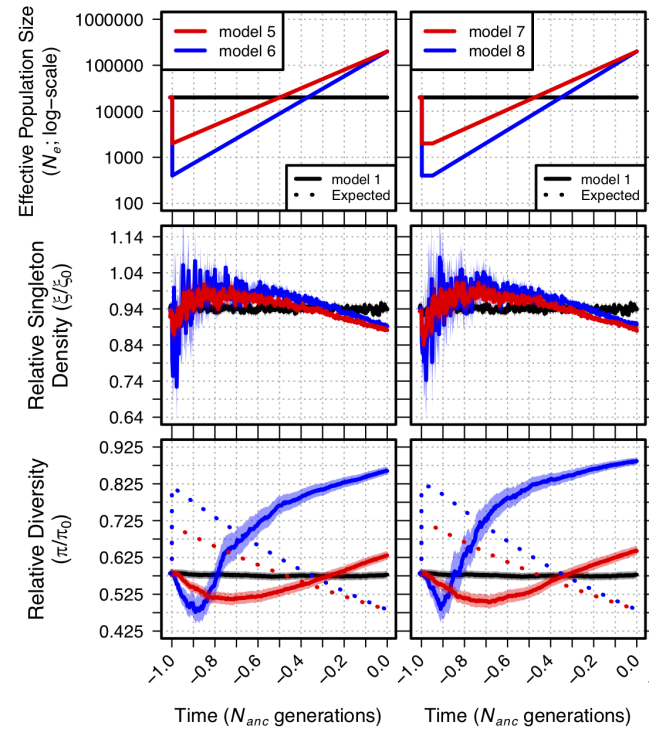 Effective Population Size
(Ne; log−scale)
1000000
100000
10000
1000
100
model 5
model 6
model 1
Expected
model 7
model 8
model 1
Expected
Relative Singleton
Density (ξ/ξ0)
1.14
1.04
0.94
0.84
0.74
0.64
Relative Diversity
(π/π0)
0.925
0.825
0.725
0.625
0.525
0.425
−1.0
−0.8
−0.6
−0.4
−0.2
0.0
−1.0
−0.8
−0.6
−0.4
−0.2
0.0
Time (Nanc generations)
Time (Nanc generations)